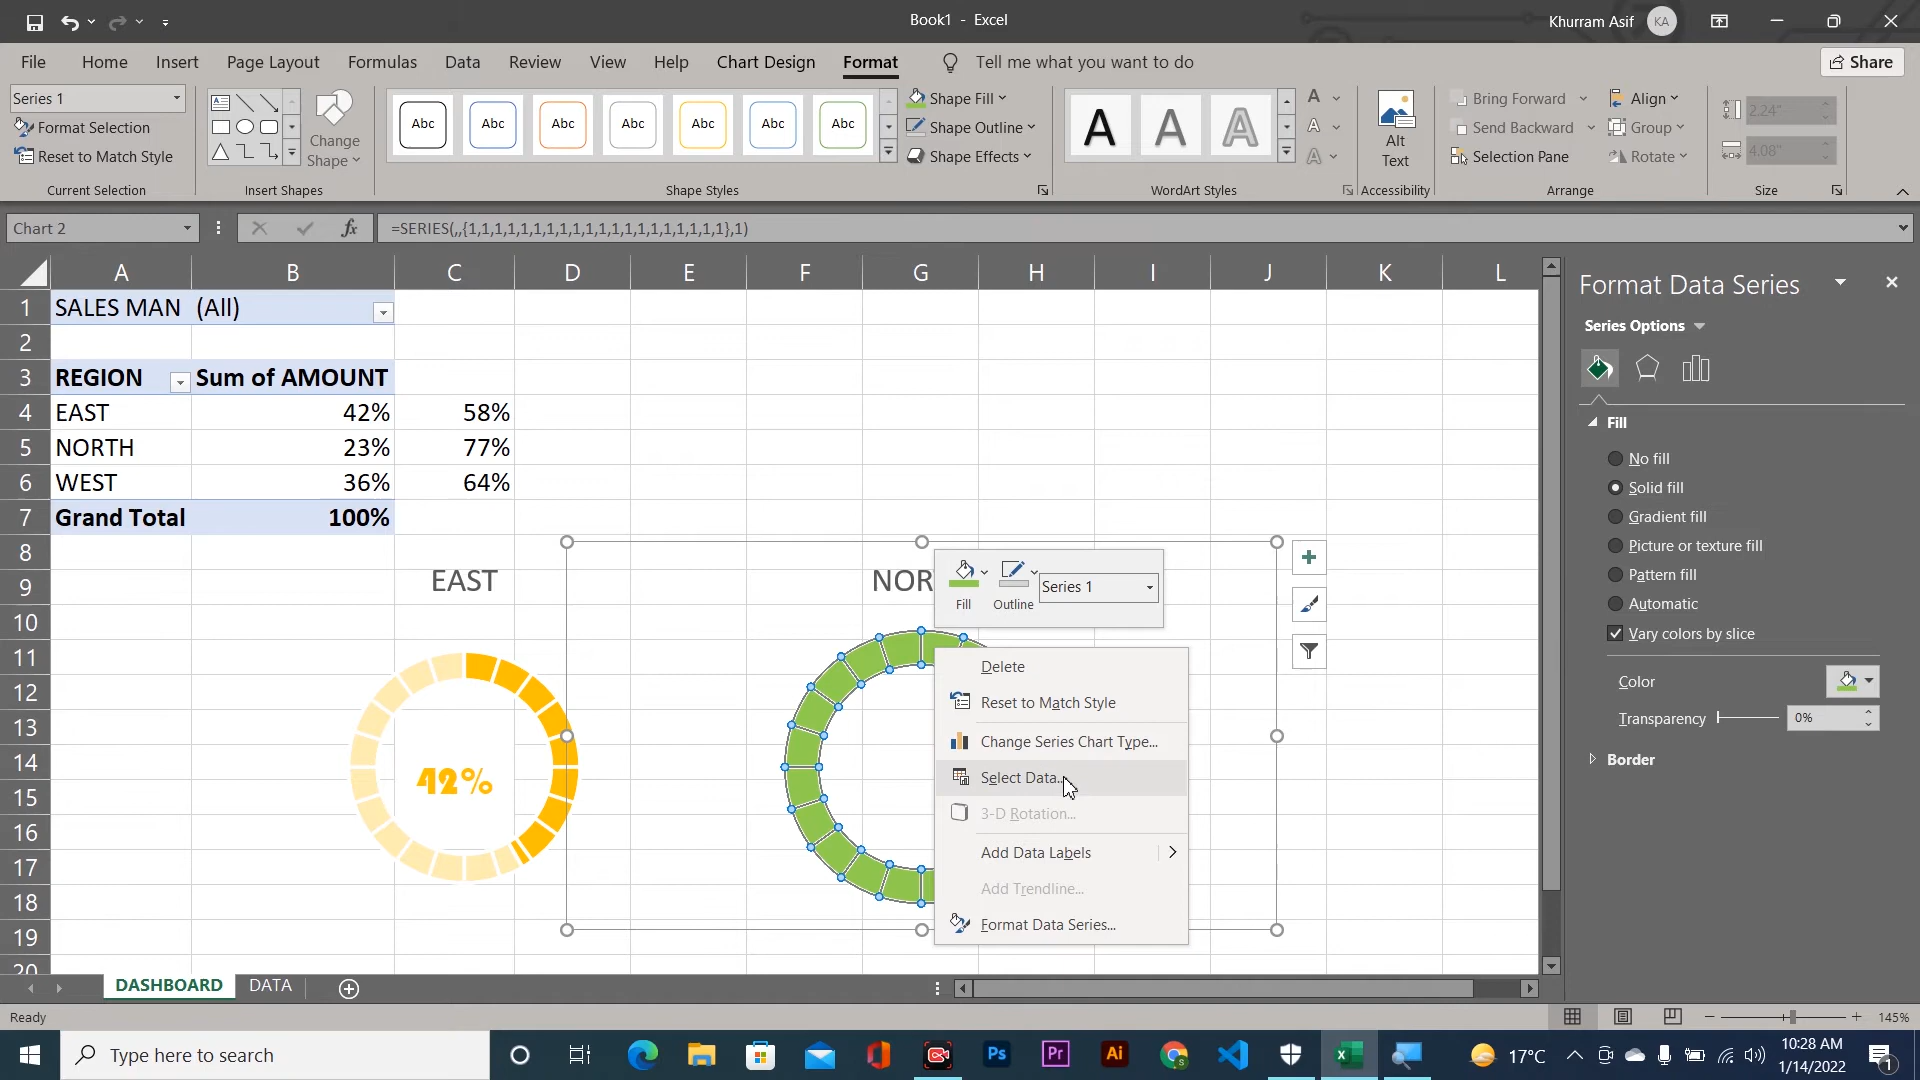 Book1 - Excel
Khurram Asif
KA
File Home Insert Page Layout Formulas Data Review View Help Chart Design Format Tell me what you want to do Share
Series 1
Format Selection
Reset to Match Style
Current Selection
Change
Shape
Insert Shapes
Abc Abc Abc Abc Abc Abc Abc
Shape Fill
Shape Outline
Shape Effects
Shape Styles
A A A
A
A
A
WordArt Styles
Alt
Text
Accessibility
Bring Forward
Send Backward
Selection Pane
Align
Group
Rotate
Arrange
2.24"
4.08"
Size
Chart 2
fx
=SERIES(,,{1,1,1,1,1,1,1,1,1,1,1,1,1,1,1,1,1,1,1,1},1)
A B C D E F G H I J K L
1 SALES MAN (All)
2
3 REGION Sum of AMOUNT
4 EAST 42% 58%
5 NORTH 23% 77%
6 WEST 36% 64%
7 Grand Total 100%
8
9
10
11
12
13
14
15
16
17
18
19
20
EAST
42%
NOR
Fill
Outline
Series 1
Delete
Reset to Match Style
Change Series Chart Type...
Select Data...
3-D Rotation...
Add Data Labels
Add Trendline...
Format Data Series...
Format Data Series
Series Options
Fill
No fill
Solid fill
Gradient fill
Picture or texture fill
Pattern fill
Automatic
Vary colors by slice
Color
Transparency 0%
Border
DASHBOARD DATA
Ready
145%
Type here to search
Ps
Pr
Ai
17°C
10:28 AM
1/14/2022
1